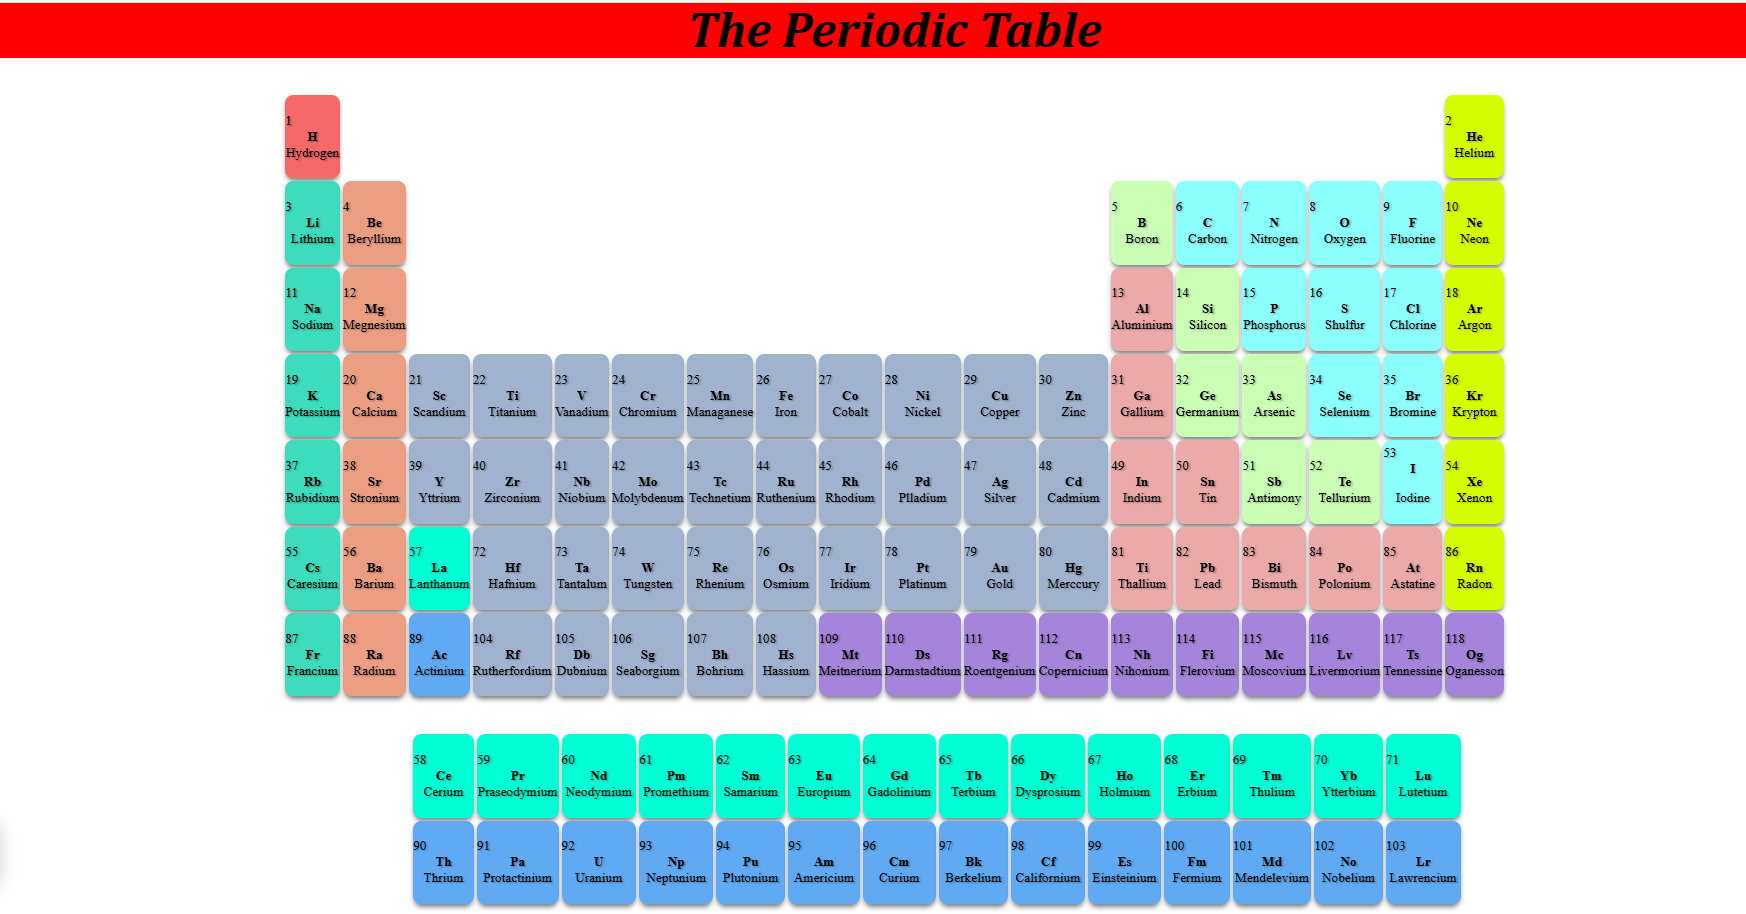 The Periodic Table
1 2
H He
Hydrogen Helium
3 4 5 6 7 8 9 10
Li Be B C N O F Ne
Lithium Beryllium Boron Carbon Nitrogen Oxygen Fluorine Neon
11 12 13 14 15 16 17 18
Na Mg Al Si P S Cl Ar
Sodium Megnesium Aluminium Silicon Phosphorus Shulfur Chlorine Argon
19 20 21 22 23 24 25 26 27 28 29 30 31 32 33 34 35 36
K Ca Sc Ti V Cr Mn Fe Co Ni Cu Zn Ga Ge As Se Br Kr
Potassium Calcium Scandium Titanium Vanadium Chromium Managanese Iron Cobalt Nickel Copper Zinc Gallium Germanium Arsenic Selenium Bromine Krypton
37 38 39 40 41 42 43 44 45 46 47 48 49 50 51 52 53 54
Rb Sr Y Zr Nb Mo Tc Ru Rh Pd Ag Cd In Sn Sb Te I Xe
Rubidium Stronium Yttrium Zirconium Niobium Molybdenum Technetium Ruthenium Rhodium Plladium Silver Cadmium Indium Tin Antimony Tellurium Iodine Xenon
55 56 57 72 73 74 75 76 77 78 79 80 81 82 83 84 85 86
Cs Ba La Hf Ta W Re Os Ir Pt Au Hg Ti Pb Bi Po At Rn
Caresium Barium Lanthanum Hafnium Tantalum Tungsten Rhenium Osmium Iridium Platinum Gold Merccury Thallium Lead Bismuth Polonium Astatine Radon
87 88 89 104 105 106 107 108 109 110 111 112 113 114 115 116 117 118
Fr Ra Ac Rf Db Sg Bh Hs Mt Ds Rg Cn Nh Fi Mc Lv Ts Og
Francium Radium Actinium Rutherfordium Dubnium Seaborgium Bohrium Hassium Meitnerium Darmstadtium Roentgenium Copernicium Nihonium Flerovium Moscovium Livermorium Tennessine Oganesson
58 59 60 61 62 63 64 65 66 67 68 69 70 71
Ce Pr Nd Pm Sm Eu Gd Tb Dy Ho Er Tm Yb Lu
Cerium Praseodymium Neodymium Promethium Samarium Europium Gadolinium Terbium Dysprosium Holmium Erbium Thulium Ytterbium Lutetium
90 91 92 93 94 95 96 97 98 99 100 101 102 103
Th Pa U Np Pu Am Cm Bk Cf Es Fm Md No Lr
Thrium Protactinium Uranium Neptunium Plutonium Americium Curium Berkelium Californium Einsteinium Fermium Mendelevium Nobelium Lawrencium